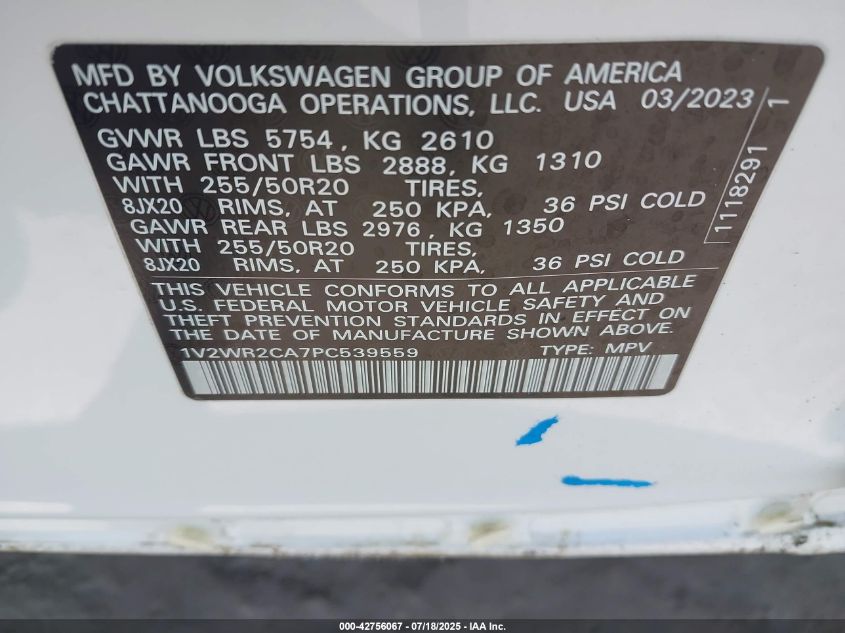 MFD BY VOLKSWAGEN GROUP OF AMERICA
CHATTANOOGA OPERATIONS, LLC. USA 03/2023
GVWR LBS 5754, KG 2610
GAWR FRONT LBS 2888, KG 1310
WITH 255/50R20 TIRES,
8JX20 RIMS, AT 250 KPA, 36 PSI COLD
GAWR REAR LBS 2976, KG 1350
WITH 255/50R20 TIRES,
8JX20 RIMS, AT 250 KPA, 36 PSI COLD
1118291 1
THIS VEHICLE CONFORMS TO ALL APPLICABLE
U.S. FEDERAL MOTOR VEHICLE SAFETY AND
THEFT PREVENTION STANDARDS IN EFFECT ON
THE DATE OF MANUFACTURE SHOWN ABOVE.
1V2WR2CA7PC539559 TYPE: MPV
000-42756067 - 07/18/2025 - IAA Inc.